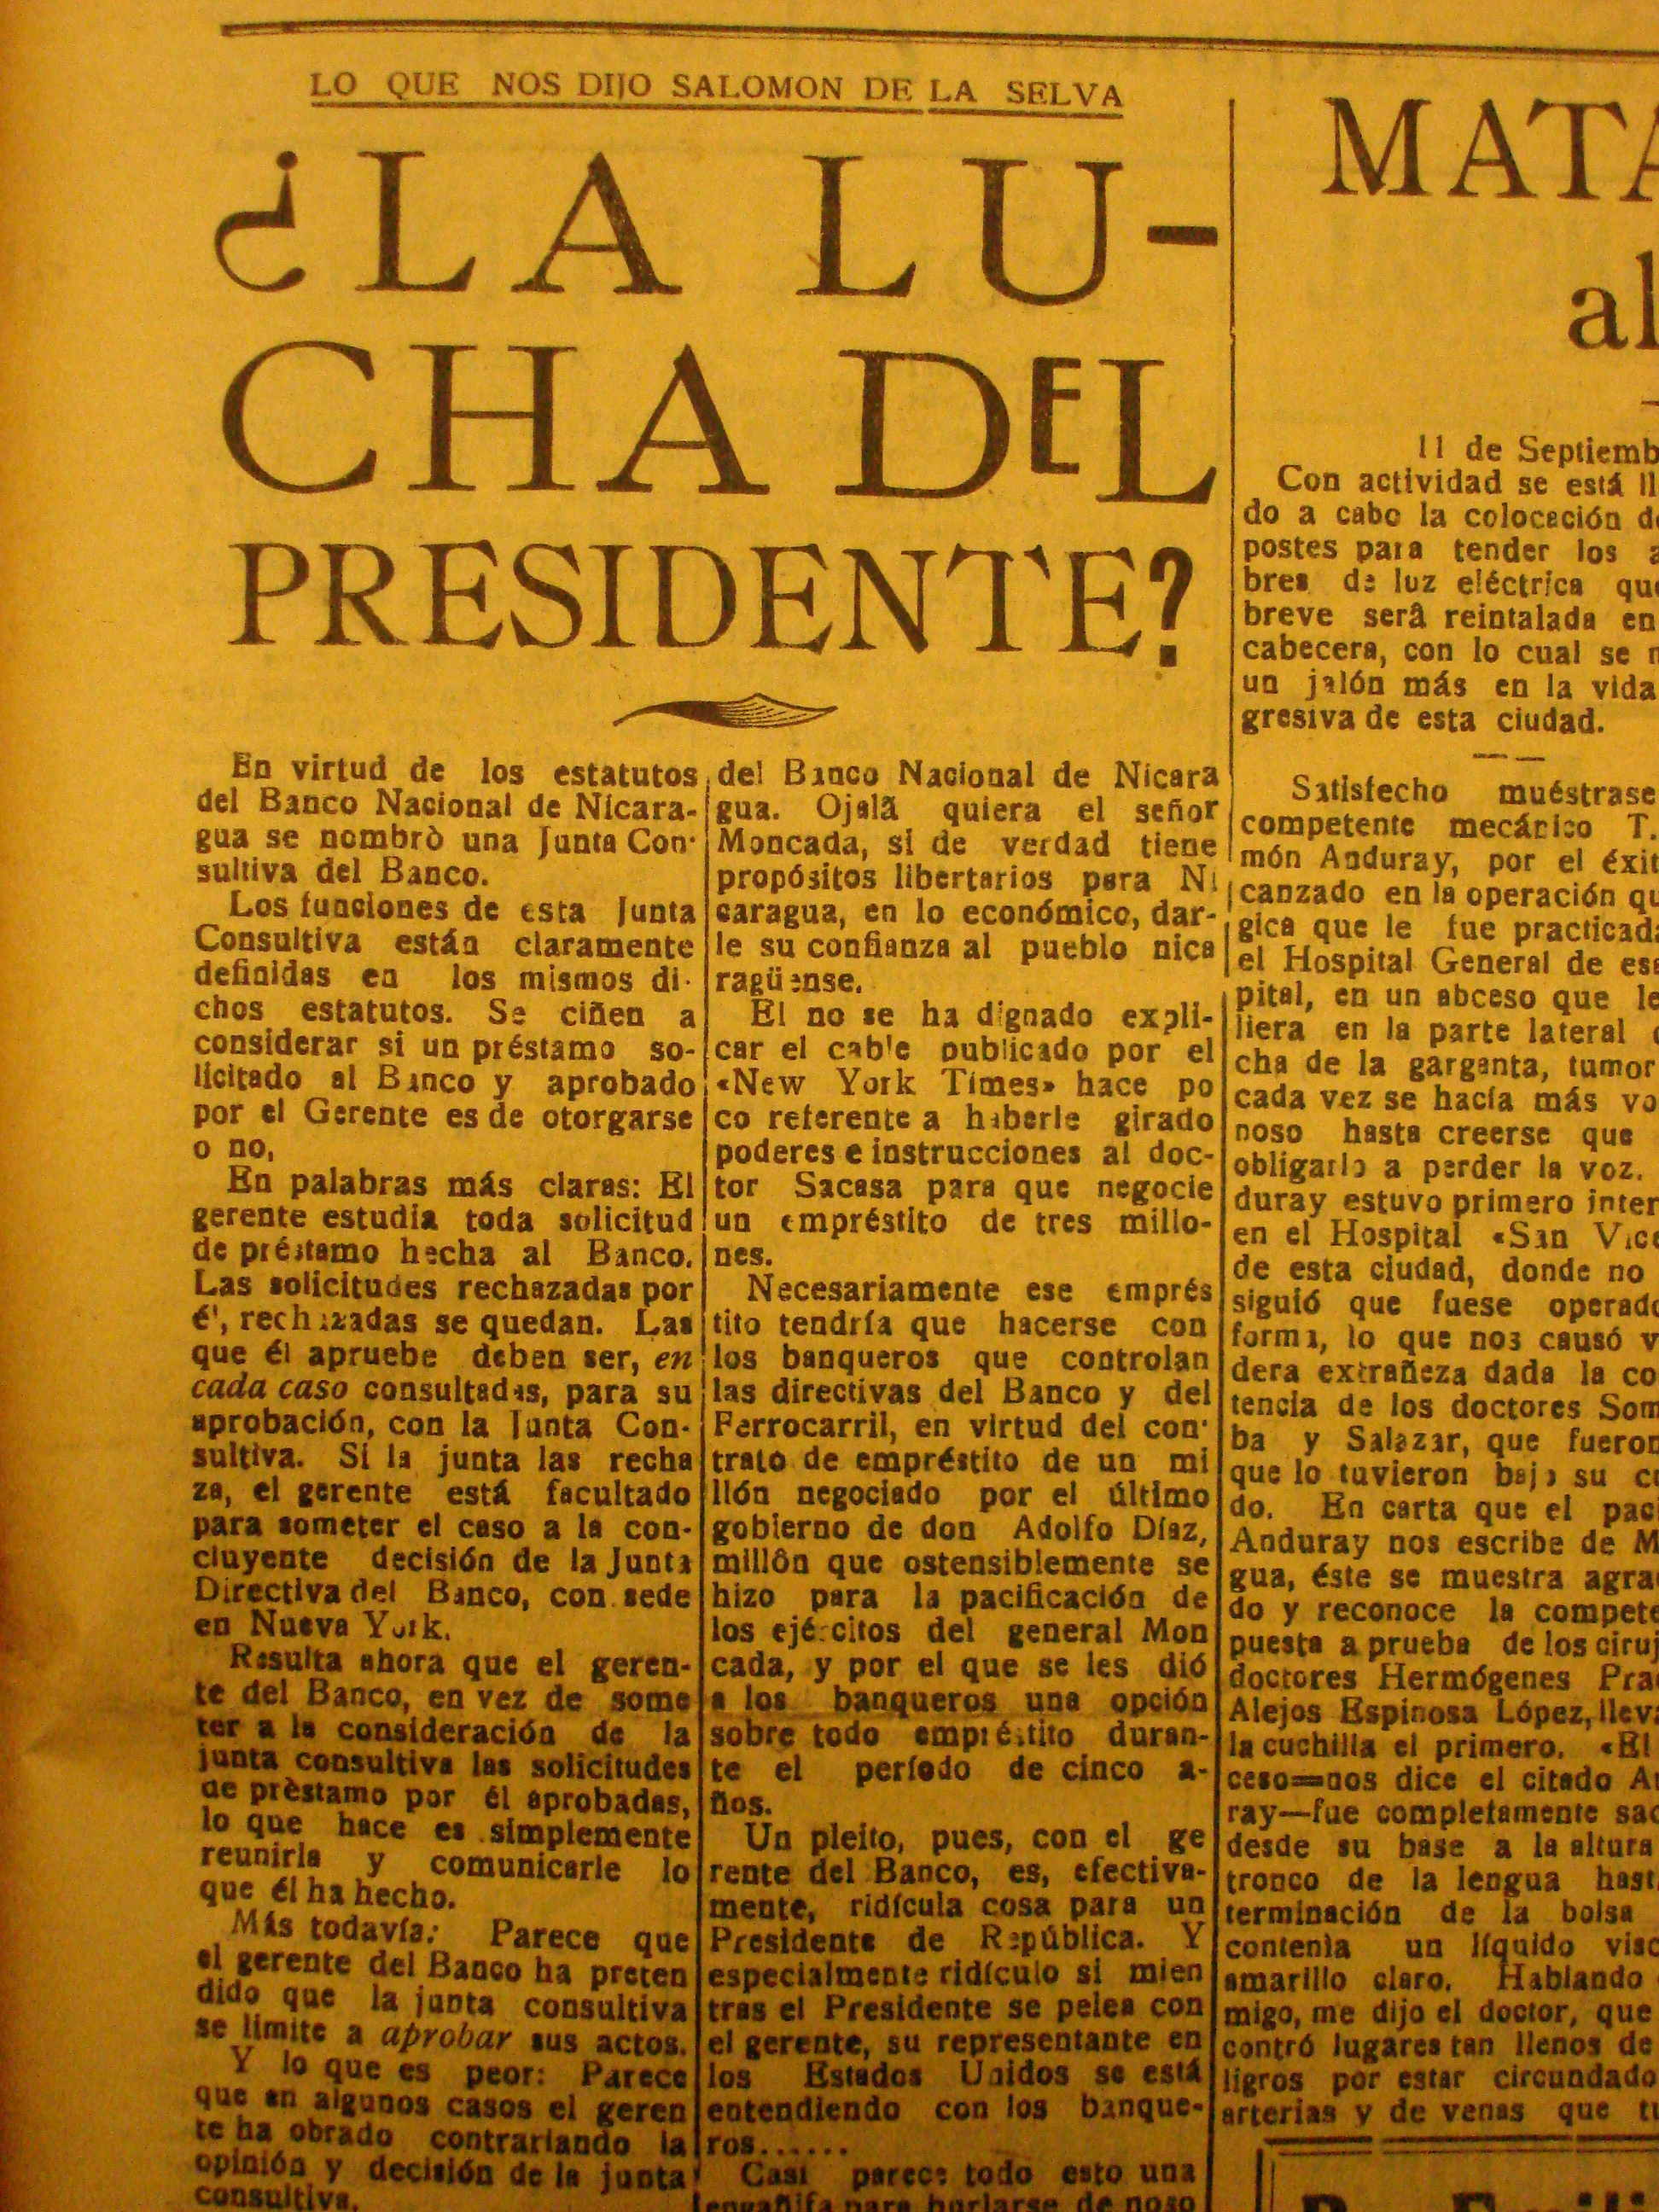 LO QUE NOS DIJO SALOMON DE LA SELVA
¿LA LU-
CHA DEL
PRESIDENTE?
En virtud de los estatutos
del Banco Nacional de Nicara-
gua se nombrò una Junta Con-
sultiva del Banco.
Los funciones de esta Junta
Consultiva están claramente
definidas en los mismos di-
chos estatutos. Se ciñen a
considerar si un préstamo so-
licitado al Banco y aprobado
por el Gerente es de otorgarse
o no,
En palabras más claras: El
gerente estudia toda solicitud
de préstamo hecha al Banco.
Las solicitudes rechazadas por
él, rechazadas se quedan. Las
que él apruebe deben ser, en
cada caso consultadas, para su
aprobación, con la Junta Con-
sultiva. Si la junta las recha
za, el gerente está facultado
para someter el caso a la con-
cluyente decisión de la Junta
Directiva del Banco, con sede
en Nueva York.
Resulta ahora que el geren-
te del Banco, en vez de some
ter a la consideración de la
junta consultiva las solicitudes
de prèstamo por él aprobadas,
lo que hace es simplemente
reunirla y comunicarle lo
que él ha hecho.
Más todavía: Parece que
el gerente del Banco ha preten
dido que la junta consultiva
se limite a aprobar sus actos.
Y lo que es peor: Parece
que en algunos casos el geren
te ha obrado contrariando la
opinión y decisión de la junta
consultiva.
del Banco Nacional de Nicara
gua. Ojalã quiera el señor
Moncada, si de verdad tiene
propósitos libertarios para Ni
caragua, en lo económico, dar-
le su confianza al pueblo nica
ragüense.
El no se ha dignado expli-
car el cable publicado por el
«New York Times» hace po
co referente a haberle girado
poderes e instrucciones al doc-
tor Sacasa para que negocie
un empréstito de tres millo-
nes.
Necesariamente ese emprés
tito tendría que hacerse con
los banqueros que controlan
las directivas del Banco y del
Ferrocarril, en virtud del con-
trato de empréstito de un mi
llón negociado por el último
gobierno de don Adolfo Díaz,
millôn que ostensiblemente se
hizo para la pacificación de
los ejércitos del general Mon
cada, y por el que se les dió
a los banqueros una opción
sobre todo empréstito duran-
te el período de cinco a-
ños.
Un pleito, pues, con el ge
rente del Banco, es, efectiva-
mente, ridícula cosa para un
Presidente de República. Y
especialmente ridículo si mien
tras el Presidente se pelea con
el gerente, su representante en
los Estados Unidos se está
entendiendo con los banque-
ros......
Casi parece todo esto una
engañifa para burlarse de noso
MATA
al
11 de Septiemb
Con actividad se está ll
do a cabo la colocación de
postes para tender los a
bres de luz eléctrica que
breve serâ reintalada en
cabecera, con lo cual se
un jalón más en la vida
gresiva de esta ciudad.
Satisfecho muéstrase
competente mecánico T.
món Anduray, por el éxit
canzado en la operación qu
gica que le fue practicada
el Hospital General de esa
pital, en un abceso que le
liera en la parte lateral
cha de la garganta, tumor
cada vez se hacía más vo
noso hasta creerse que
obligarlo a perder la voz.
duray estuvo primero inter
en el Hospital «San Vice
de esta ciudad, donde no
siguió que fuese operado
forma, lo que nos causó v
dera extrañeza dada la co
tencia de los doctores Som
ba y Salazar, que fueron
que lo tuvieron bajo su cu
do. En carta que el paci
Anduray nos escribe de M
gua, éste se muestra agra
do y reconoce la compete
puesta a prueba de los ciruj
doctores Hermógenes Pra
Alejos Espinosa López, lleva
la cuchilla el primero. «El
ceso—nos dice el citado An
ray—fue completamente sac
desde su base a la altura
tronco de la lengua hasta
terminación de la bolsa
contenìa un líquido visc
amarillo claro. Hablando
migo, me dijo el doctor, que
contró lugares tan llenos de
ligros por estar circundado
arterias y de venas que tu